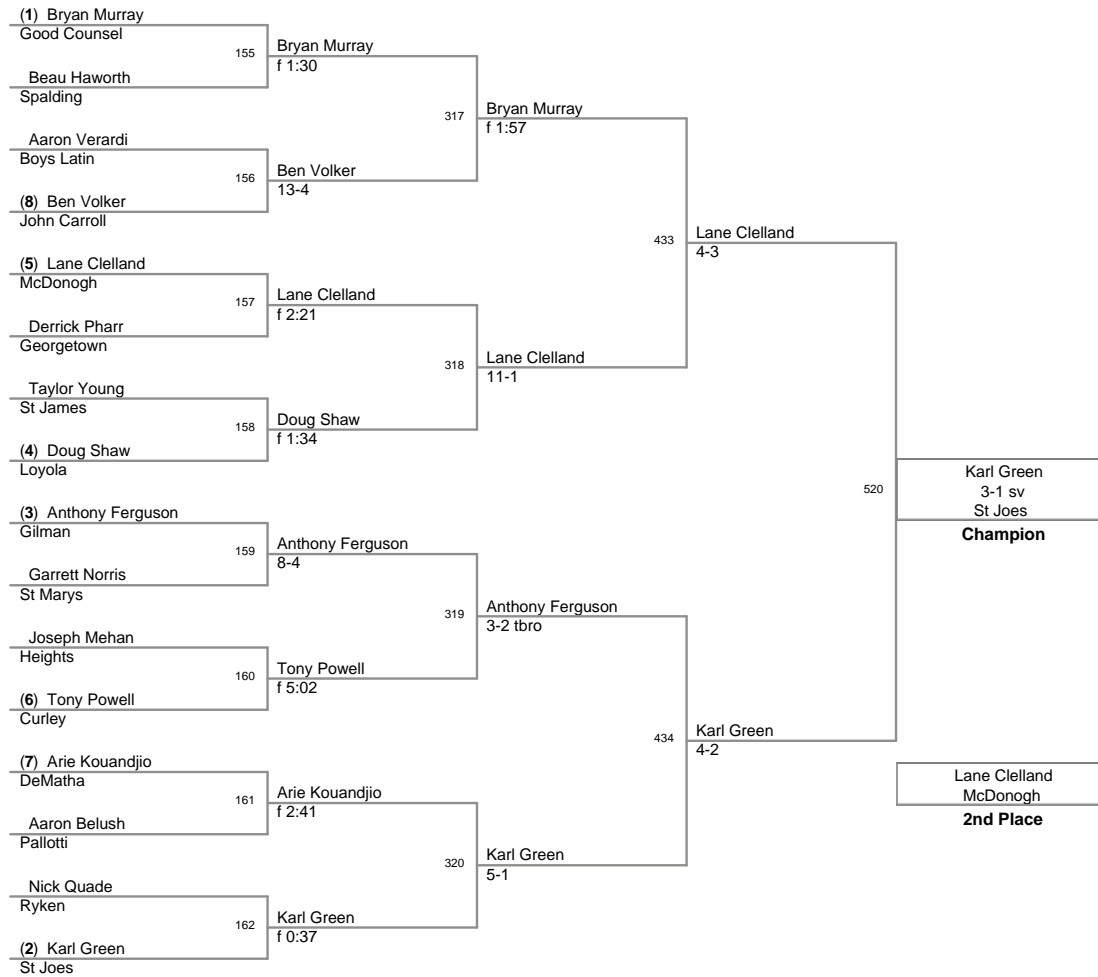 (1) Bryan Murray
Good Counsel
155
Bryan Murray
f 1:30
Beau Haworth
Spalding
317
Bryan Murray
f 1:57
Aaron Verardi
Boys Latin
156
Ben Volker
13-4
(8) Ben Volker
John Carroll
433
Lane Clelland
4-3
(5) Lane Clelland
McDonogh
157
Lane Clelland
f 2:21
Derrick Pharr
Georgetown
318
Lane Clelland
11-1
Taylor Young
St James
158
Doug Shaw
f 1:34
(4) Doug Shaw
Loyola
520
Karl Green
3-1 sv
St Joes
Champion
(3) Anthony Ferguson
Gilman
159
Anthony Ferguson
8-4
Garrett Norris
St Marys
319
Anthony Ferguson
3-2 tbro
Joseph Mehan
Heights
160
Tony Powell
f 5:02
(6) Tony Powell
Curley
434
Karl Green
4-2
(7) Arie Kouandjio
DeMatha
161
Arie Kouandjio
f 2:41
Lane Clelland
McDonogh
2nd Place
Aaron Belush
Pallotti
320
Karl Green
5-1
Nick Quade
Ryken
162
Karl Green
f 0:37
(2) Karl Green
St Joes